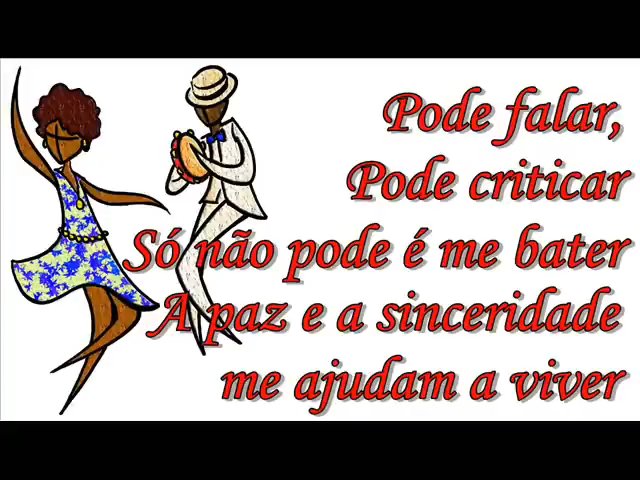 Pode falar,
Pode criticar
Só não pode é me bater
A paz e a sinceridade
me ajudam a viver